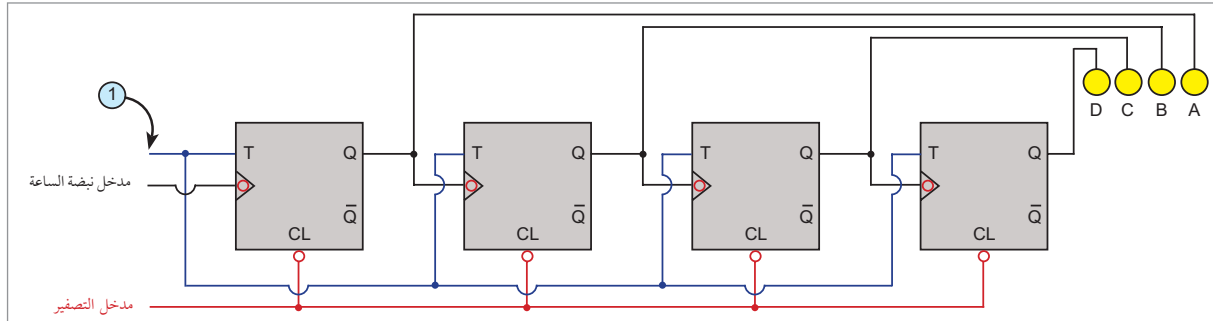 1
D C B A
T Q T Q T Q T Q
مدخل نبضة الساعة
Q̅ Q̅ Q̅ Q̅
CL CL CL CL
مدخل التصفير